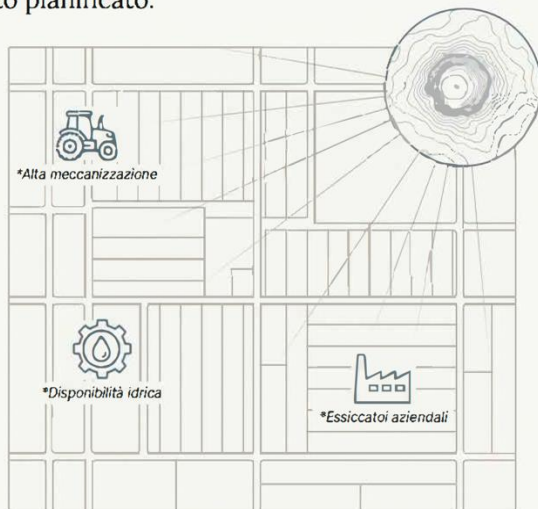 to pianificato.
*Alta meccanizzazione
*Disponibilità idrica
*Essiccatoi aziendali